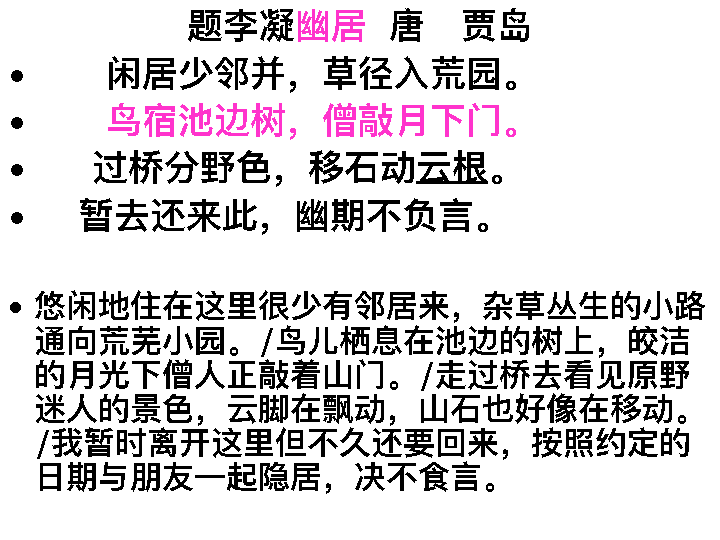 题李凝幽居 唐 贾岛
• 闲居少邻并，草径入荒园。
• 鸟宿池边树，僧敲月下门。
• 过桥分野色，移石动云根。
• 暂去还来此，幽期不负言。
• 悠闲地住在这里很少有邻居来，杂草丛生的小路
通向荒芜小园。/鸟儿栖息在池边的树上，皎洁
的月光下僧人正敲着山门。/走过桥去看见原野
迷人的景色，云脚在飘动，山石也好像在移动。
/我暂时离开这里但不久还要回来，按照约定的
日期与朋友一起隐居，决不食言。